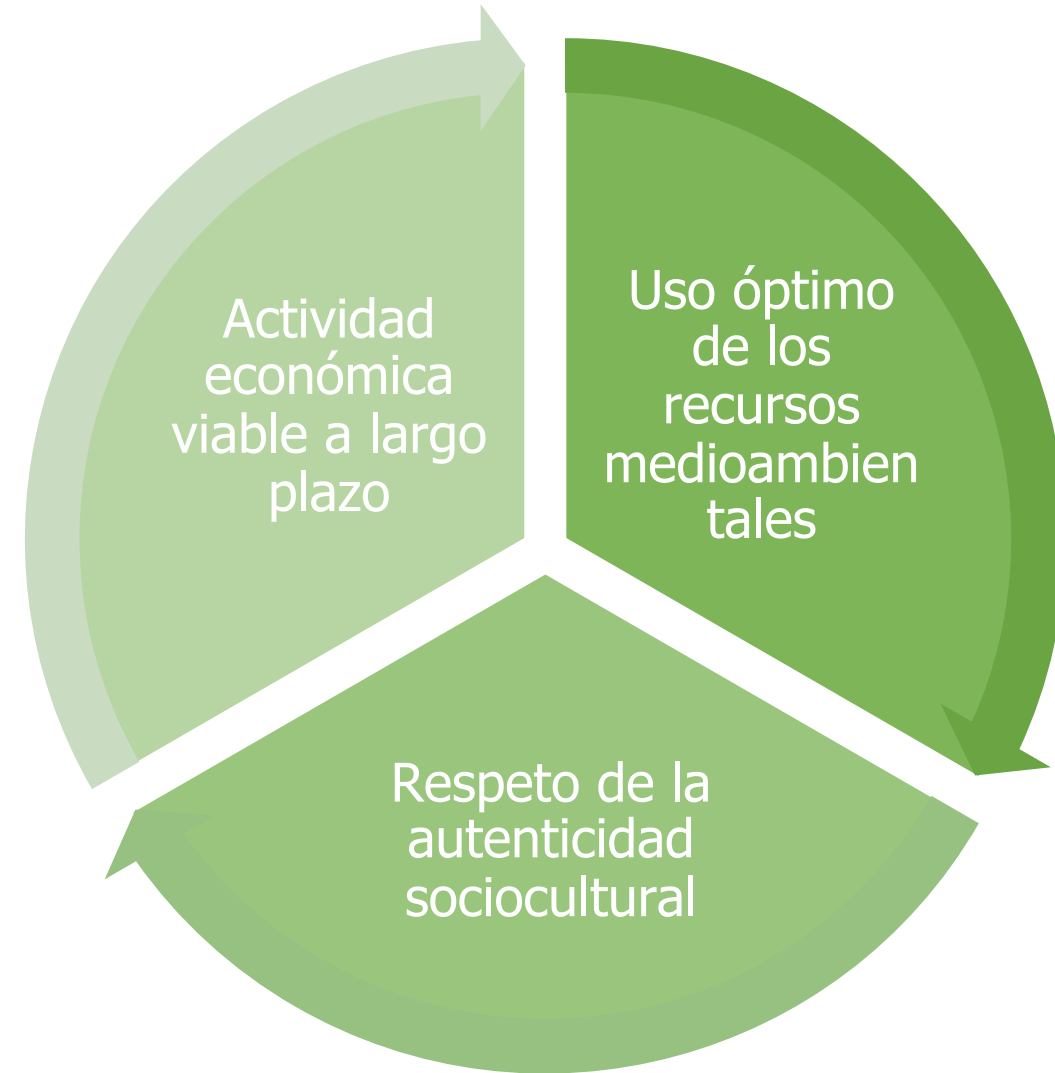 Actividad
económica
viable a largo
plazo
Uso óptimo
de los
recursos
medioambien
tales
Respeto de la
autenticidad
sociocultural